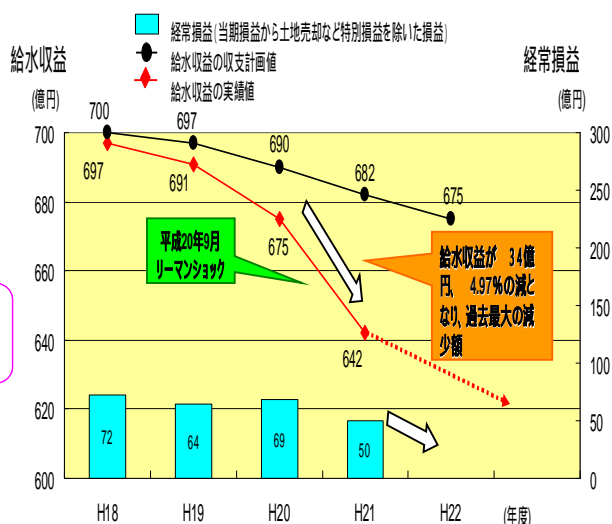 経常損益(当期損益から土地売却など特別損益を除いた損益)
給水収益の収支計画値
給水収益の実績値
給水収益
(億円)
経常損益
(億円)
700
680
660
640
620
600
300
250
200
150
100
50
0
700
697
690
682
675
697
691
675
642
平成20年9月
リーマンショック
給水収益が 34億
円、 4.97%の減と
なり、過去最大の減
少額
72
64
69
50
H18 H19 H20 H21 H22 (年度)